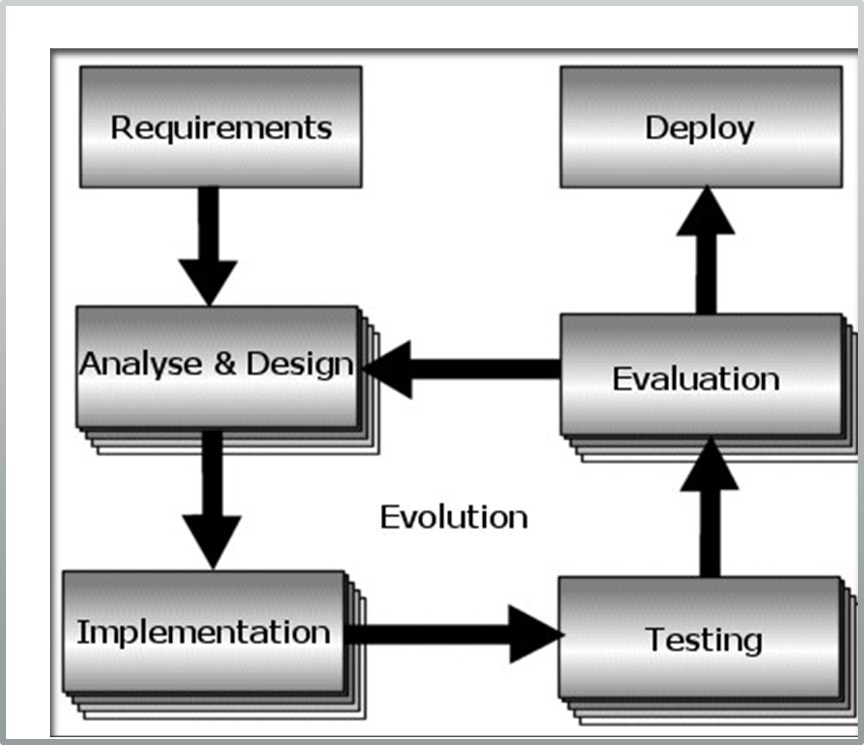 Requirements
Deploy
Analyse & Design
Evaluation
Evolution
Implementation
Testing